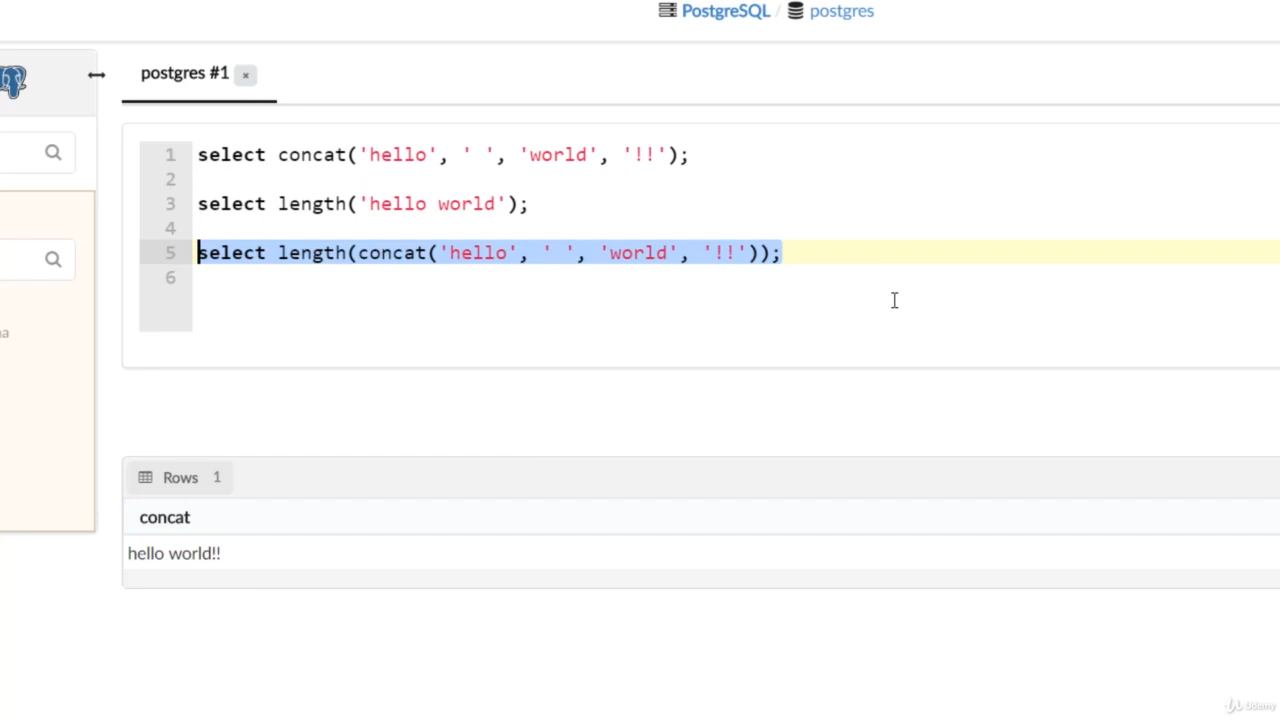 PostgreSQL / postgres
postgres #1 ×
1 select concat('hello', ' ', 'world', '!!');
2
3 select length('hello world');
4
5 select length(concat('hello', ' ', 'world', '!!'));
6
Rows 1
concat
hello world!!
Udemy